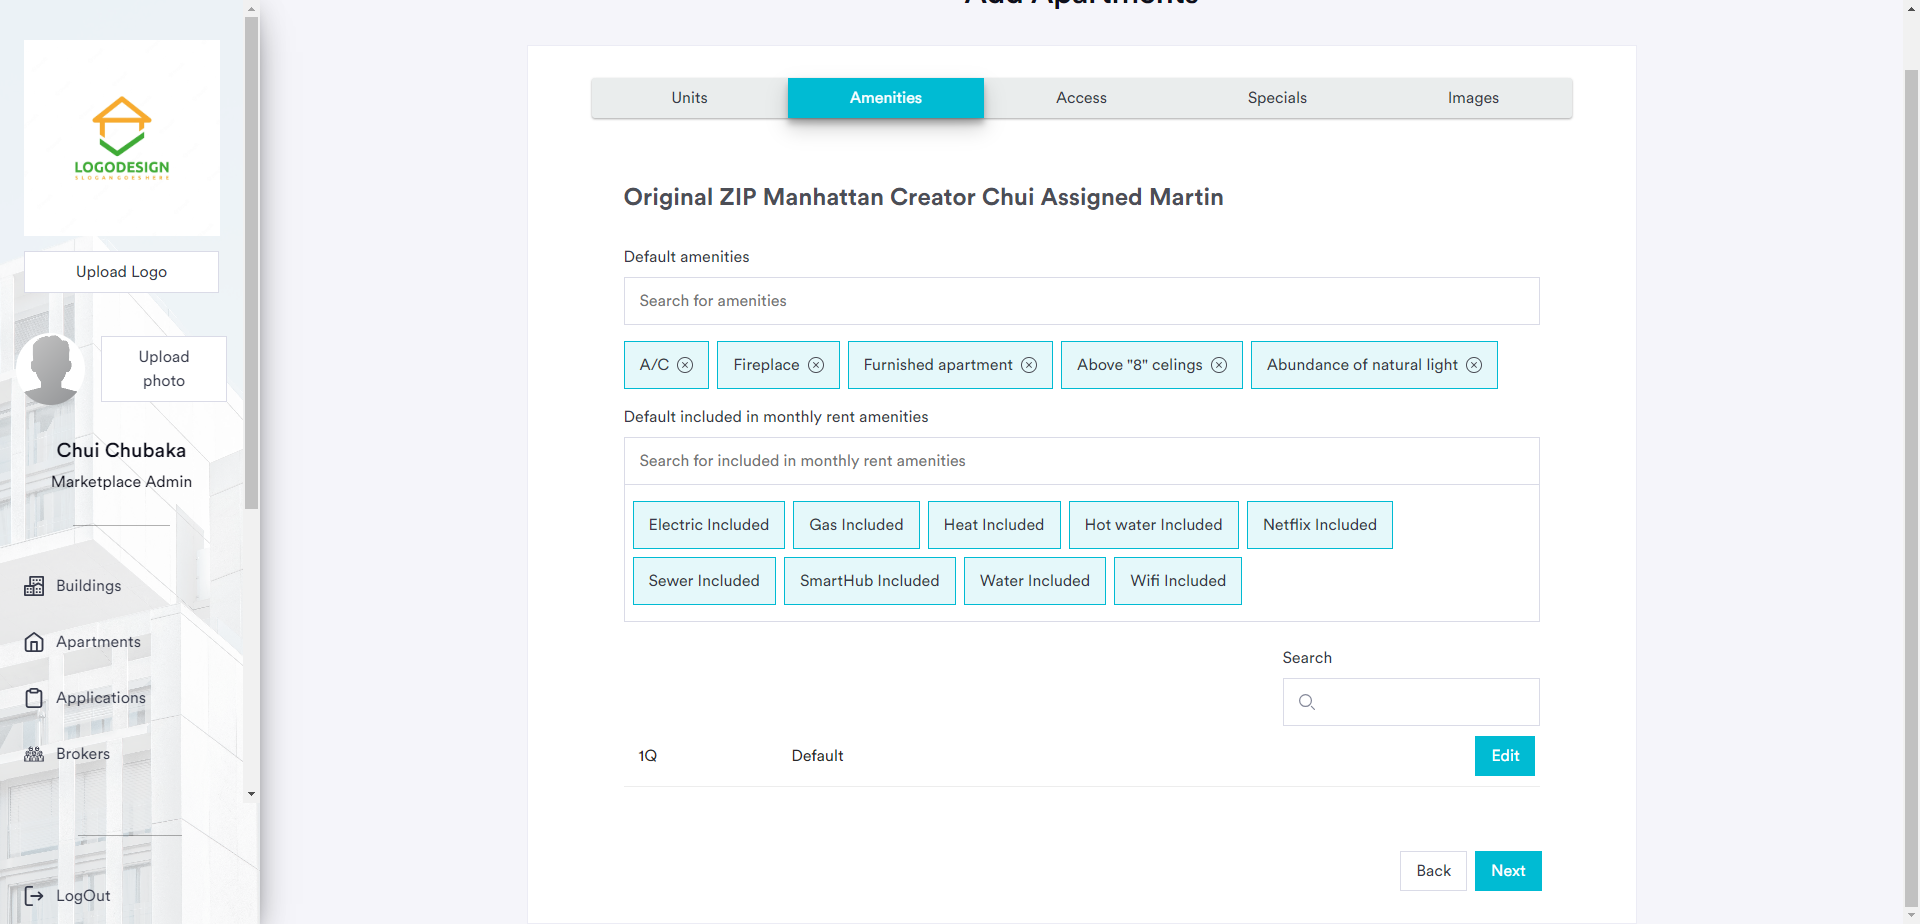 Add Apartments
LOGODESIGN
SLOGANGOESHERE
Upload Logo
Upload
photo
Chui Chubaka
Marketplace Admin
Buildings
Apartments
Applications
Brokers
LogOut
Units
Amenities
Access
Specials
Images
Original ZIP Manhattan Creator Chui Assigned Martin
Default amenities
Search for amenities
A/C
Fireplace
Furnished apartment
Above "8" celings
Abundance of natural light
Default included in monthly rent amenities
Search for included in monthly rent amenities
Electric Included
Gas Included
Heat Included
Hot water Included
Netflix Included
Sewer Included
SmartHub Included
Water Included
Wifi Included
Search
1Q
Default
Edit
Back
Next